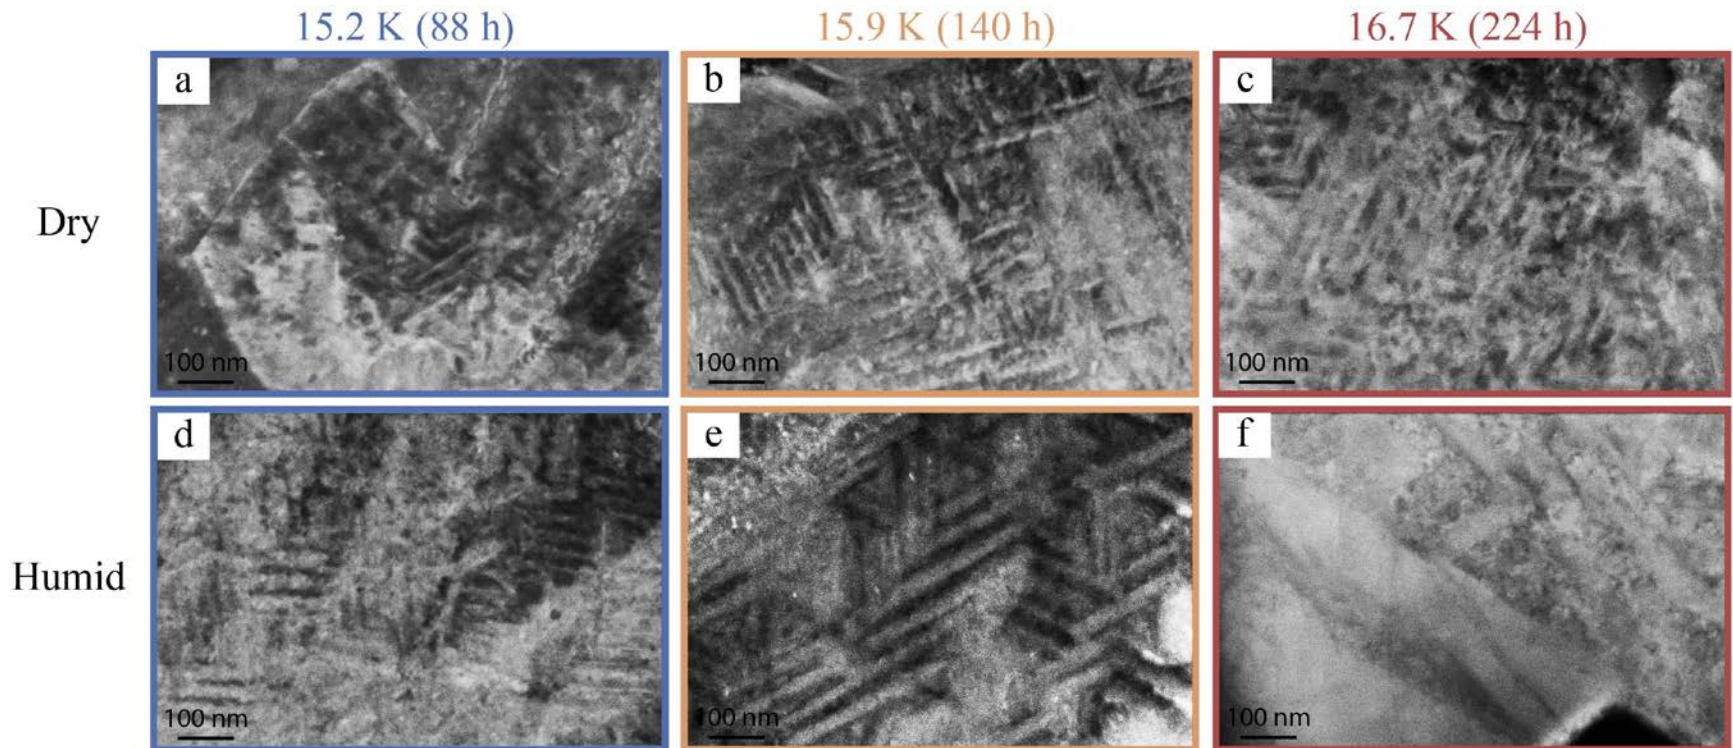 15.2 K (88 h) 15.9 K (140 h) 16.7 K (224 h)
a b c
Dry
100 nm 100 nm 100 nm
d e f
Humid
100 nm 100 nm 100 nm